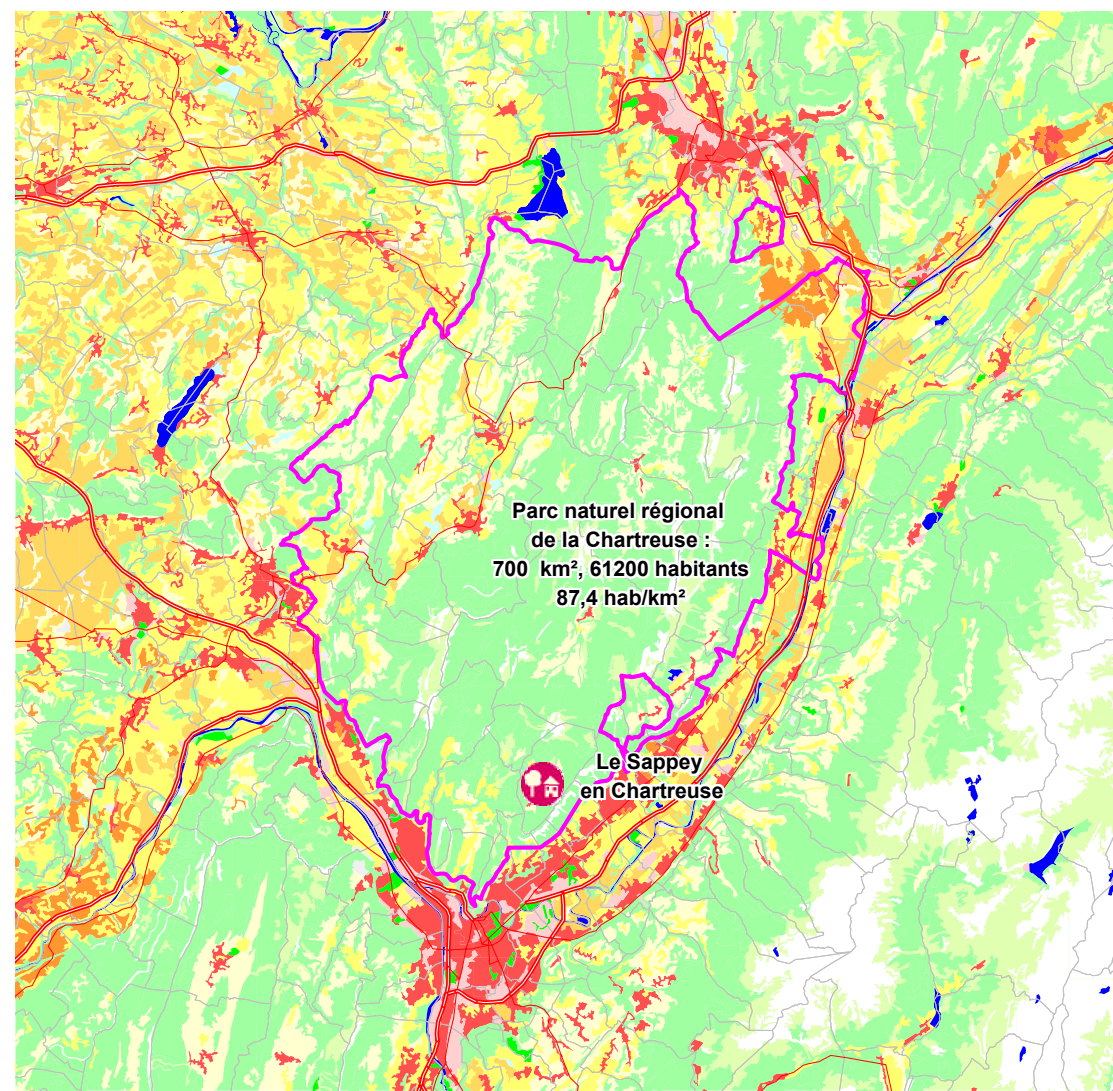 Parc naturel régional
de la Chartreuse :
700  km², 61200 habitants
87,4 hab/km²
Le Sappey
en Chartreuse